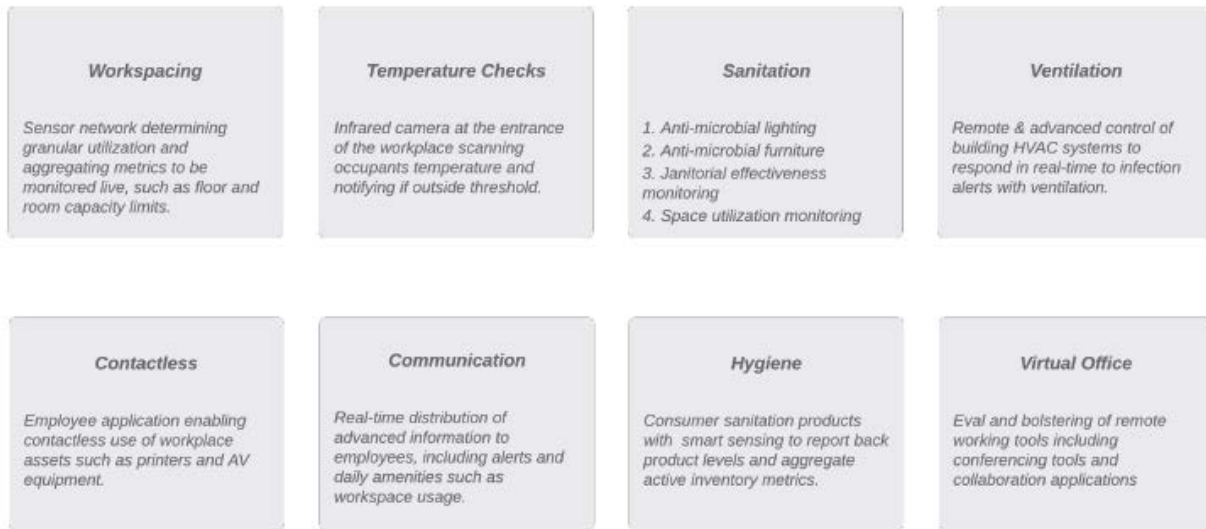 Workspacing
Sensor network determining
granular utilization and
aggregating metrics to be
monitored live, such as floor and
room capacity limits.
Temperature Checks
Infrared camera at the entrance
of the workplace scanning
occupants temperature and
notifying if outside threshold.
Sanitation
1. Anti-microbial lighting
2. Anti-microbial furniture
3. Janitorial effectiveness
monitoring
4. Space utilization monitoring
Ventilation
Remote & advanced control of
building HVAC systems to
respond in real-time to infection
alerts with ventilation.
Contactless
Employee application enabling
contactless use of workplace
assets such as printers and AV
equipment.
Communication
Real-time distribution of
advanced information to
employees, including alerts and
daily amenities such as
workspace usage.
Hygiene
Consumer sanitation products
with  smart sensing to report back
product levels and aggregate
active inventory metrics.
Virtual Office
Eval and bolstering of remote
working tools including
conferencing tools and
collaboration applications